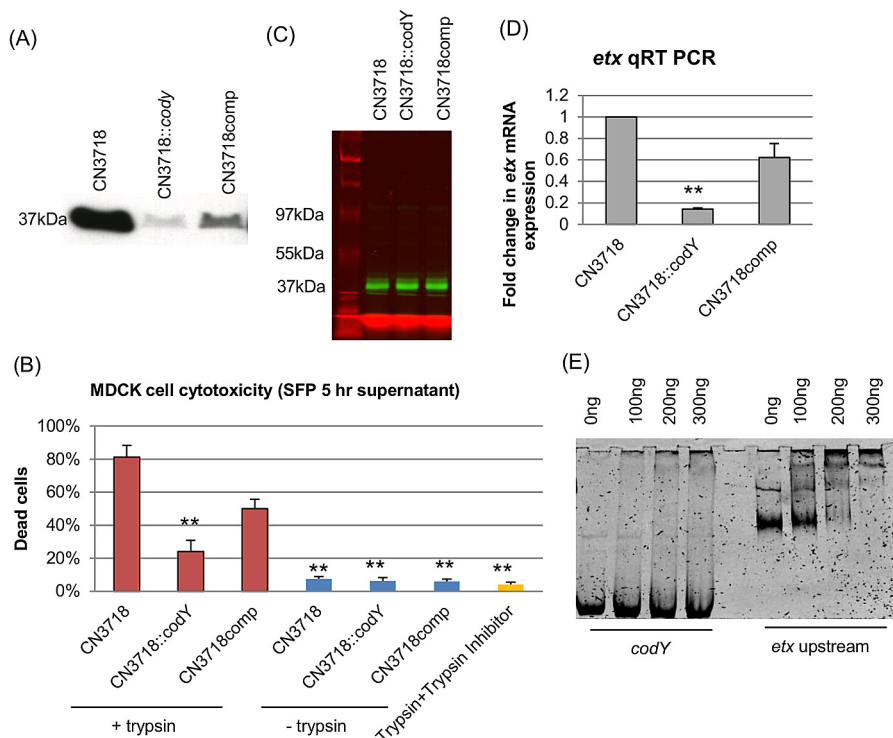 (A)
CN3718
CN3718::cody
CN3718comp
37kDa
(C)
CN3718
CN3718::codY
CN3718comp
97kDa
55kDa
37kDa
(D)
etx qRT PCR
Fold change in etx mRNA
expression
1.2
1
0.8
0.6
0.4
0.2
0
**
CN3718
CN3718::codY
CN3718comp
(B)
MDCK cell cytotoxicity (SFP 5 hr supernatant)
Dead cells
100%
80%
60%
40%
20%
0%
**
**
**
**
**
CN3718
CN3718::codY
CN3718comp
CN3718
CN3718::codY
CN3718comp
Trypsin+Trypsin Inhibitor
+ trypsin
- trypsin
(E)
0ng
100ng
200ng
300ng
0ng
100ng
200ng
300ng
codY
etx upstream